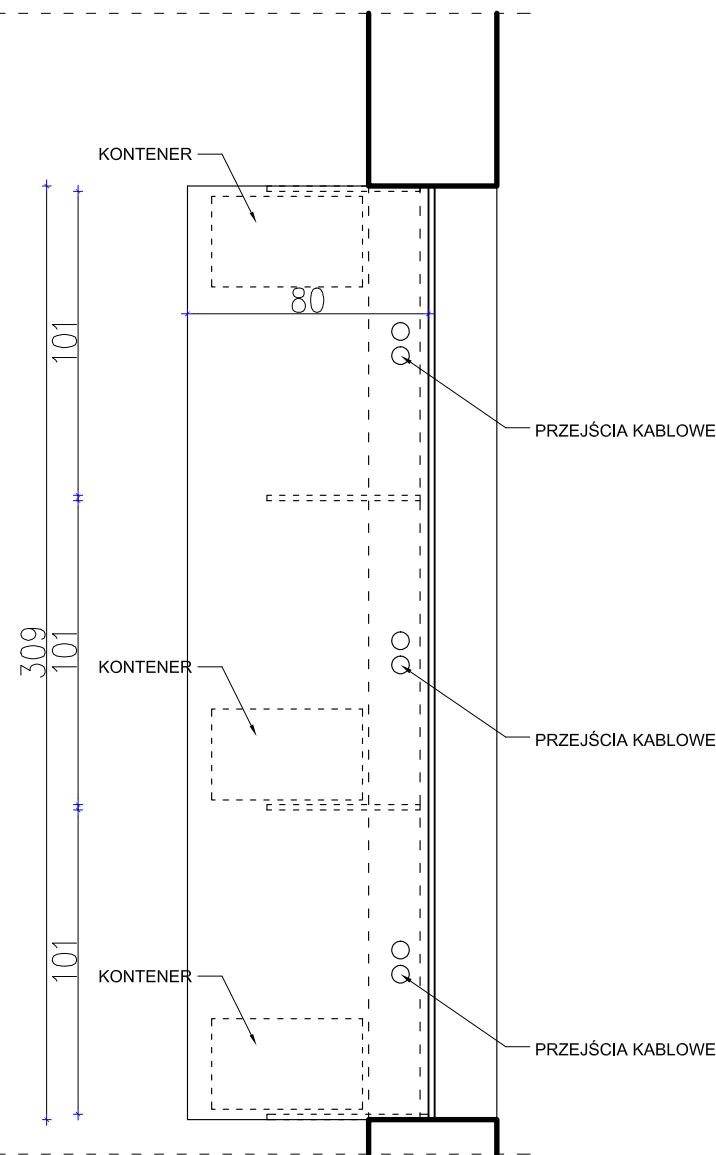 KONTENER
80
101
PRZEJŚCIA KABLOWE
309
101
KONTENER
PRZEJŚCIA KABLOWE
101
KONTENER
PRZEJŚCIA KABLOWE